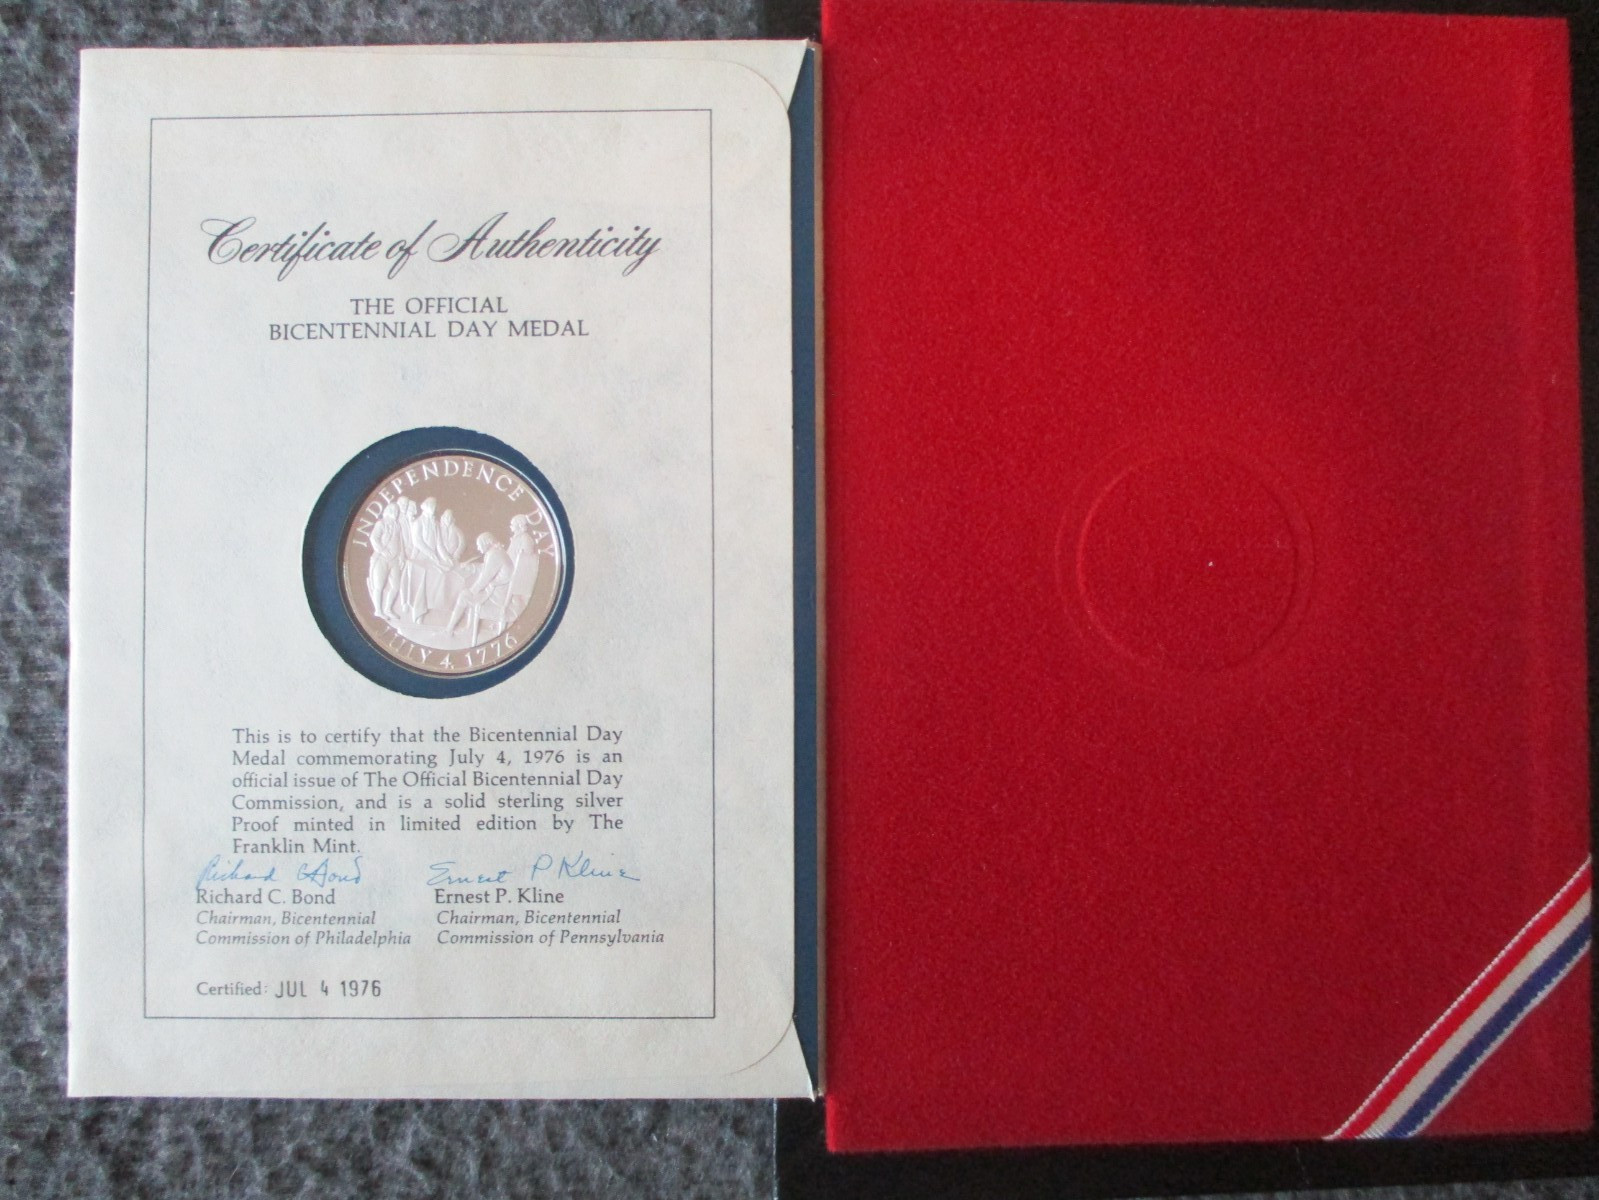 Certificate of Authenticity
THE OFFICIAL
BICENTENNIAL DAY MEDAL
INDEPENDENCE DAY
JULY 4, 1776
This is to certify that the Bicentennial Day
Medal commemorating July 4, 1976 is an
official issue of The Official Bicentennial Day
Commission, and is a solid sterling silver
Proof minted in limited edition by The
Franklin Mint.
Richard C. Bond Ernest P. Kline
Richard C. Bond Ernest P. Kline
Chairman, Bicentennial Chairman, Bicentennial
Commission of Philadelphia Commission of Pennsylvania
Certified: JUL 4 1976